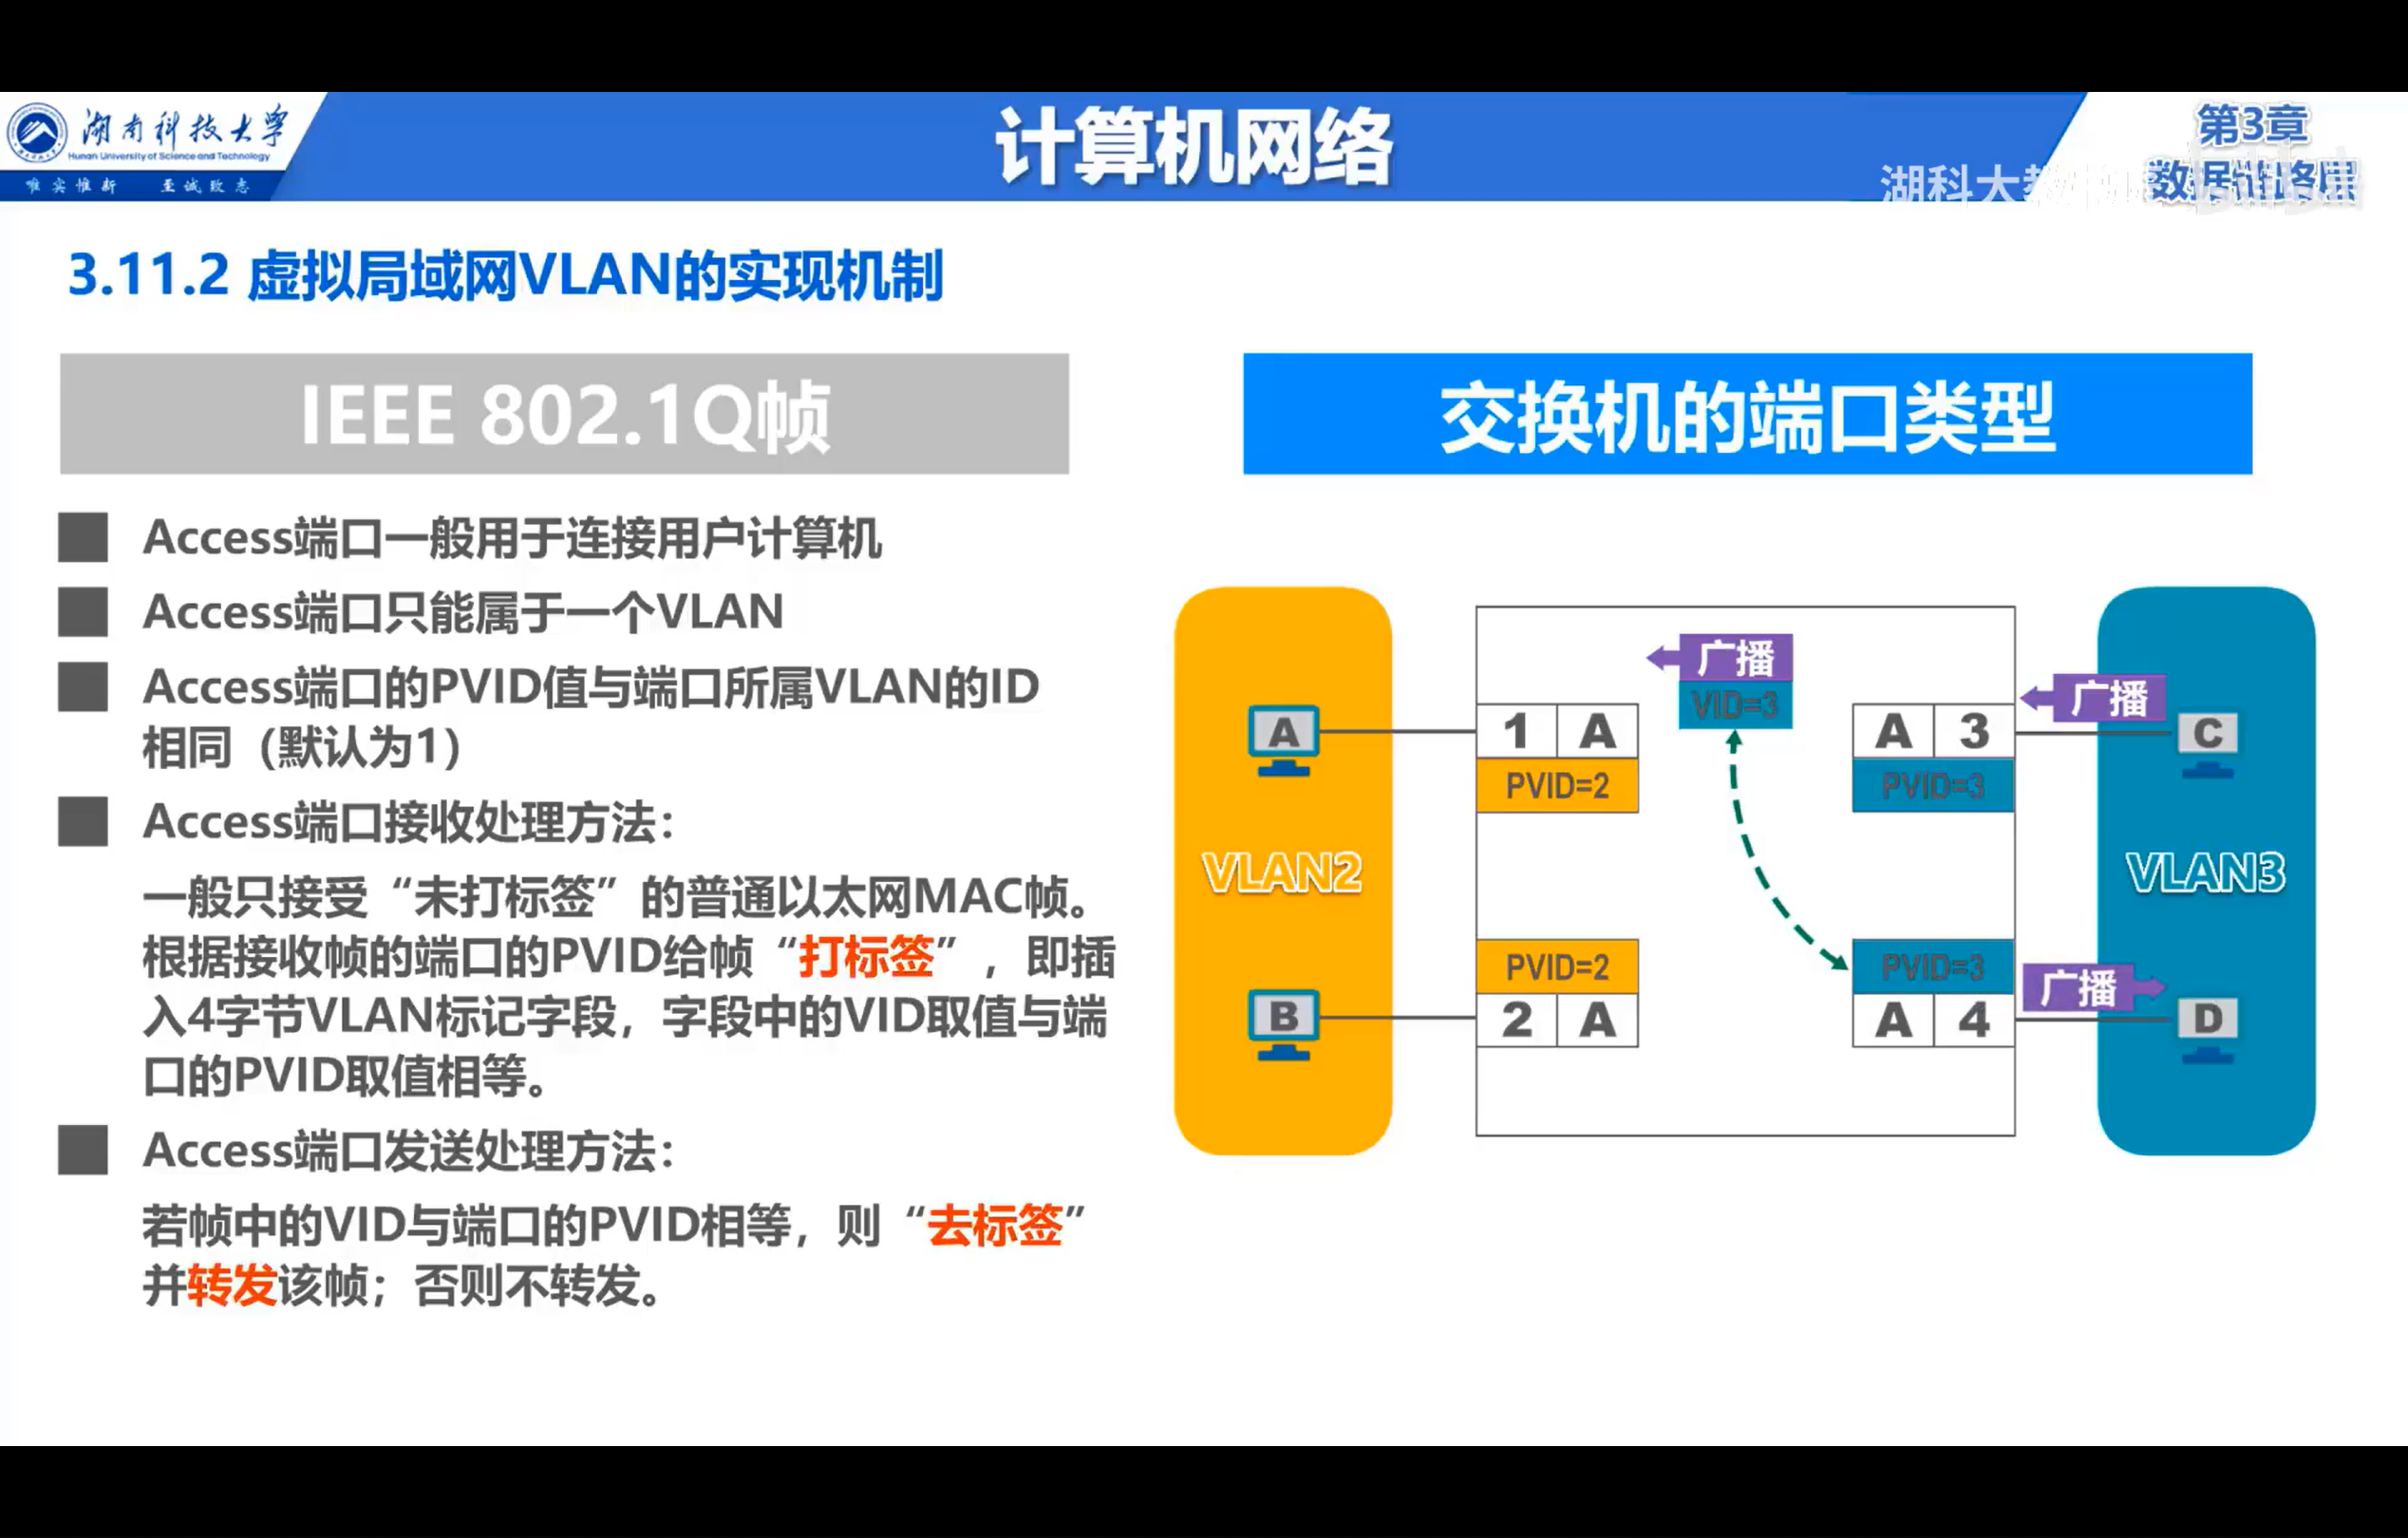 湖南科技大学
Hunan University of Science and Technology
唯实惟新 至诚致志
计算机网络
第3章
数据链路层
湖科大教书匠
3.11.2 虚拟局域网VLAN的实现机制
IEEE 802.1Q帧
交换机的端口类型
Access端口一般用于连接用户计算机
Access端口只能属于一个VLAN
Access端口的PVID值与端口所属VLAN的ID
相同（默认为1）
Access端口接收处理方法：
一般只接受“未打标签”的普通以太网MAC帧。
根据接收帧的端口的PVID给帧“打标签”，即插
入4字节VLAN标记字段，字段中的VID取值与端
口的PVID取值相等。
Access端口发送处理方法：
若帧中的VID与端口的PVID相等，则“去标签”
并转发该帧；否则不转发。
广播
VID=3
广播
A
1 A
A 3
C
PVID=2
PVID=3
VLAN2
VLAN3
PVID=2
PVID=3
广播
B
2 A
A 4
D